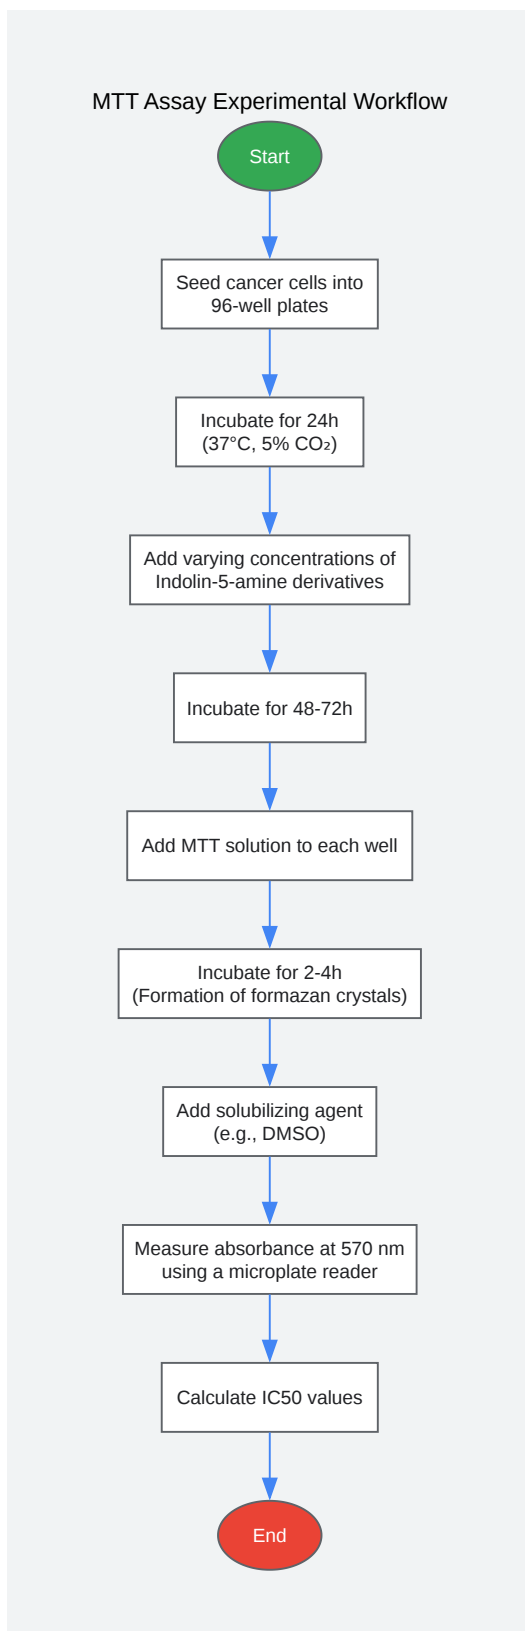 MTT Assay Experimental Workflow
Start
Seed cancer cells into
96-well plates
Incubate for 24h
(37°C, 5% CO₂)
Add varying concentrations of
Indolin-5-amine derivatives
Incubate for 48-72h
Add MTT solution to each well
Incubate for 2-4h
(Formation of formazan crystals)
Add solubilizing agent
(e.g., DMSO)
Measure absorbance at 570 nm
using a microplate reader
Calculate IC50 values
End